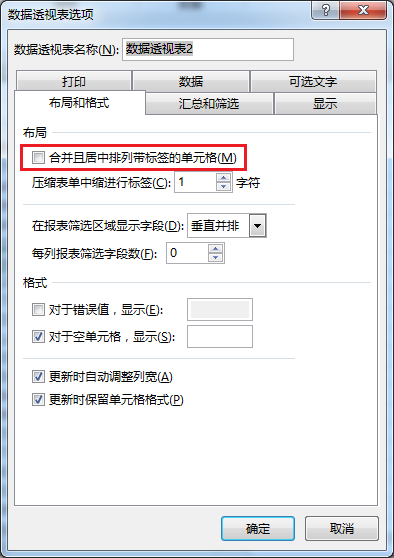 数据透视表选项
数据透视表名称(N): 数据透视表2
打印 数据 可选文字
布局和格式 汇总和筛选 显示
布局
合并且居中排列带标签的单元格(M)
压缩表单中缩进行标签(C): 1 字符
在报表筛选区域显示字段(D): 垂直并排
每列报表筛选字段数(F): 0
格式
对于错误值，显示(E):
对于空单元格，显示(S):
更新时自动调整列宽(A)
更新时保留单元格格式(P)
确定 取消